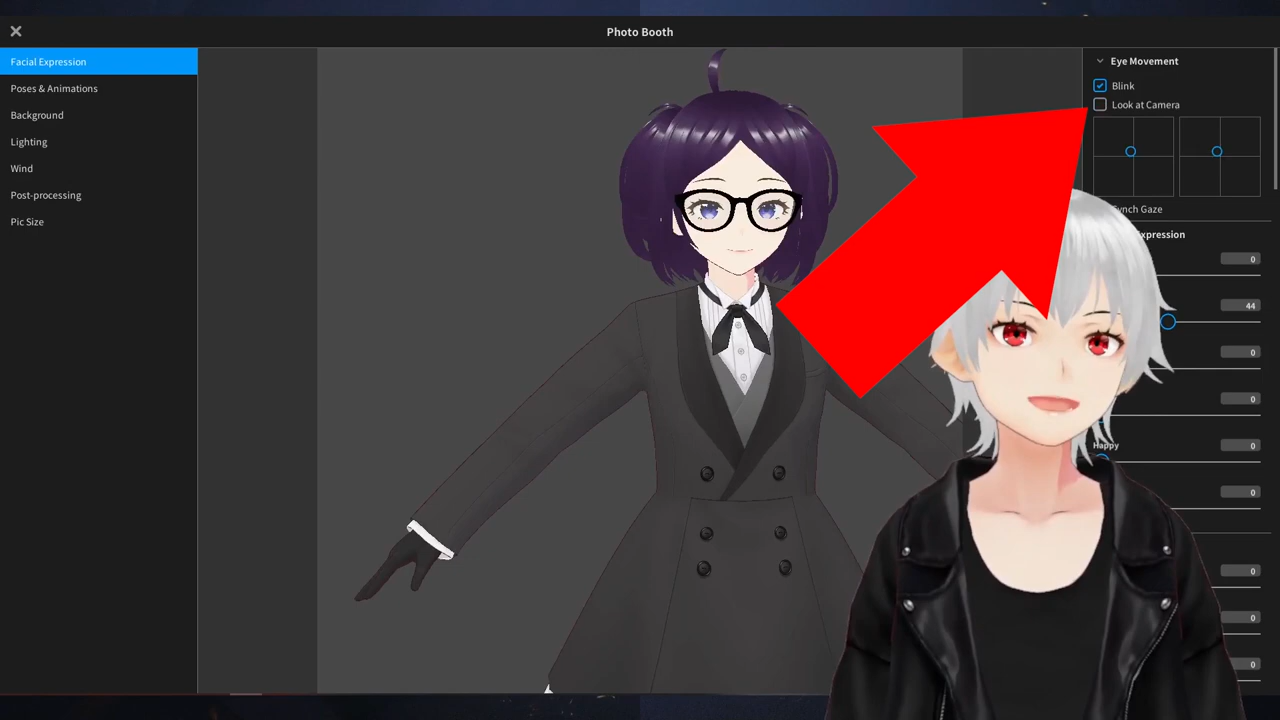 Photo Booth
Facial Expression
Poses & Animations
Background
Lighting
Wind
Post-processing
Pic Size
Eye Movement
Blink
Look at Camera
Synch Gaze
Expression
0
44
0
0
Happy
0
0
0
0
0